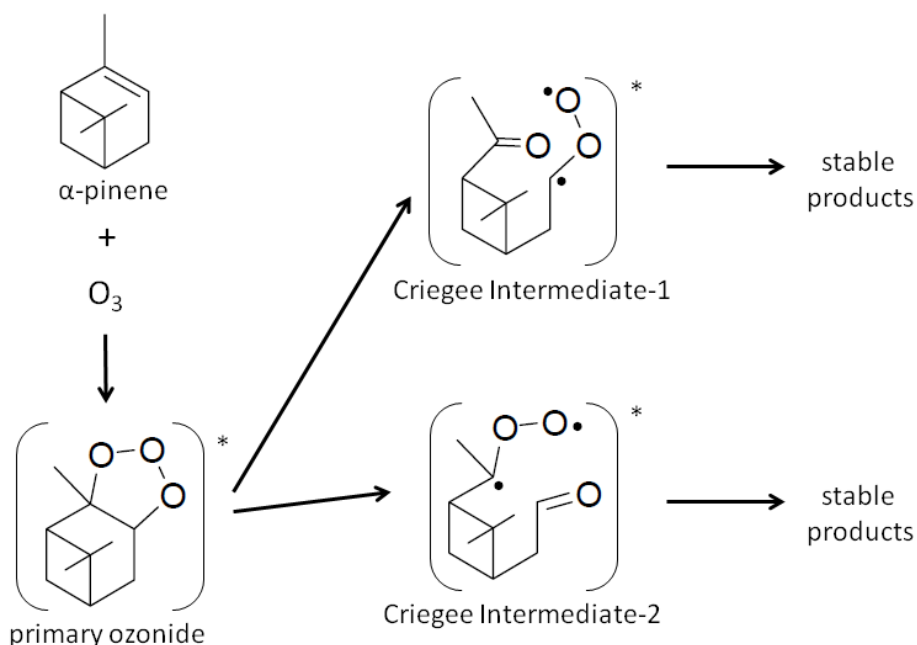 α-pinene
+
O₃
O O O
*
primary ozonide
O O O
*
Criegee Intermediate-1
stable
products
O O O
*
Criegee Intermediate-2
stable
products